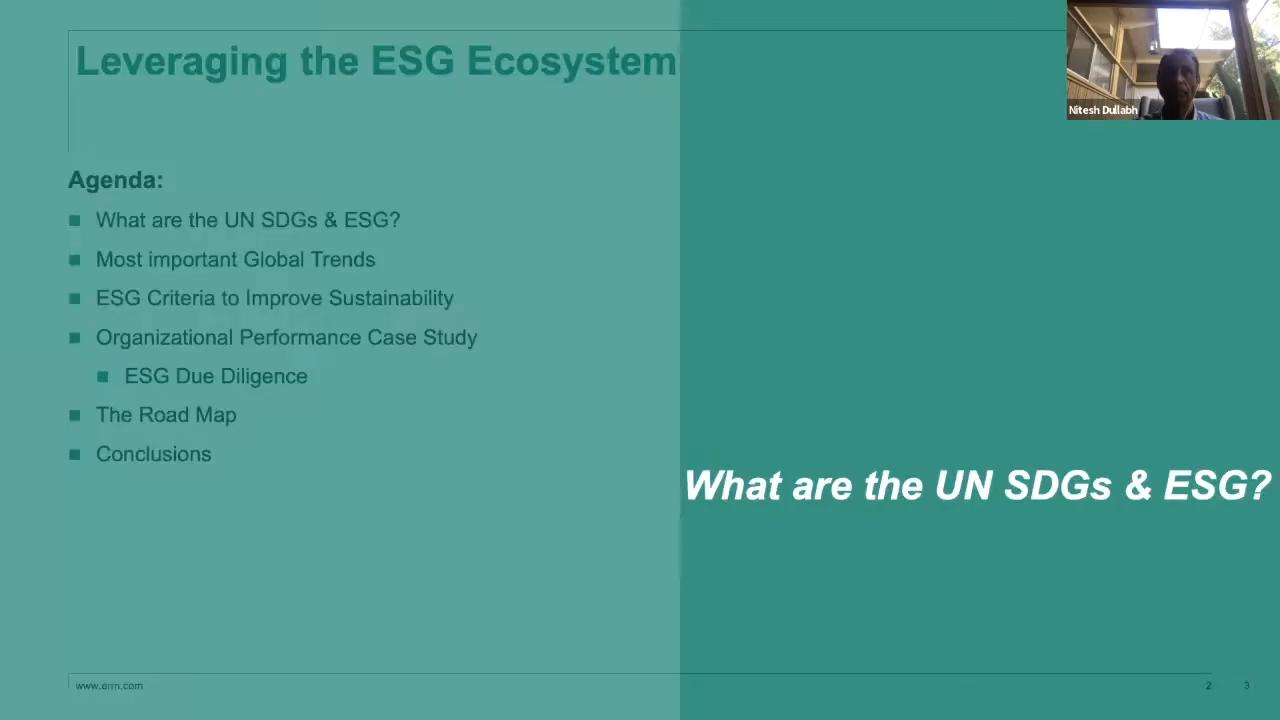 Leveraging the ESG Ecosystem
Nitesh Dullabh
Agenda:
What are the UN SDGs & ESG?
Most important Global Trends
ESG Criteria to Improve Sustainability
Organizational Performance Case Study
ESG Due Diligence
The Road Map
Conclusions
What are the UN SDGs & ESG?
www.erm.com
2
3